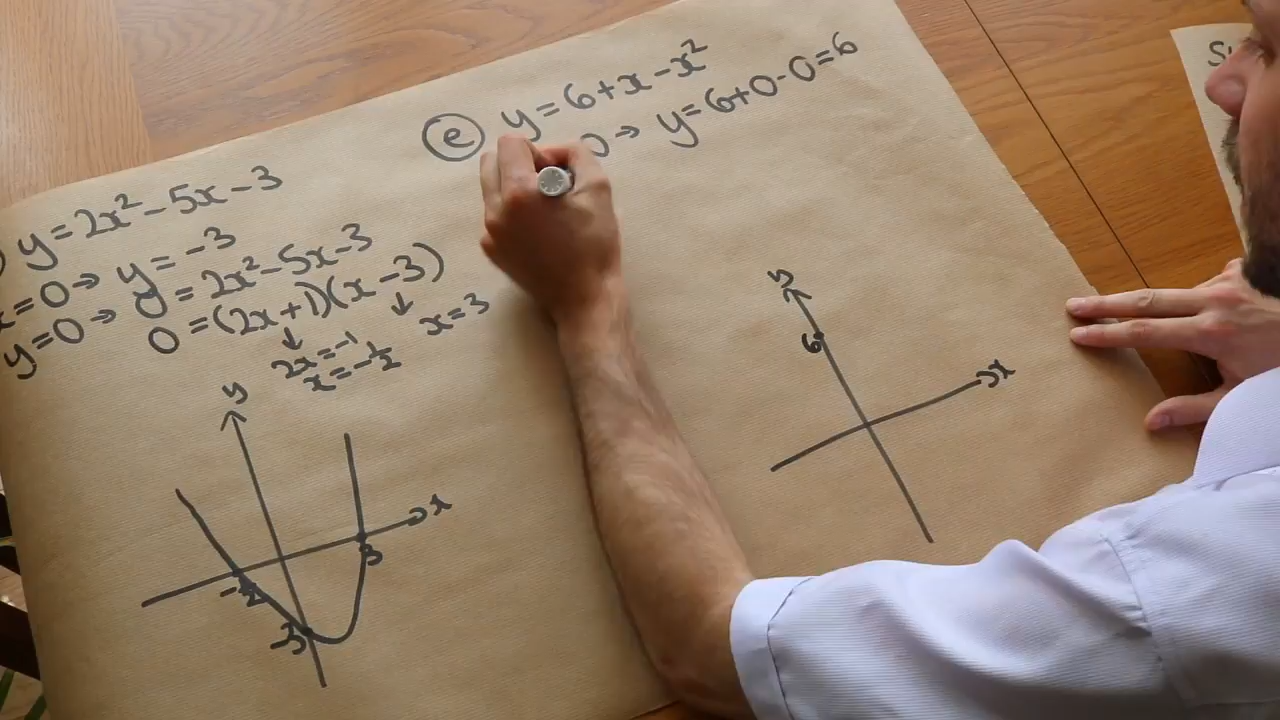 y = 2x² - 5x - 3
x = 0 → y = -3
y = 0 → 0 = 2x² - 5x - 3
0 = (2x + 1)(x - 3)
↓ ↓
2x = -1 x = 3
x = -1/2
y
x
-1/2
3
-3
e y = 6 + x - x²
0 → y = 6 + 0 - 0 = 6
y
6
x